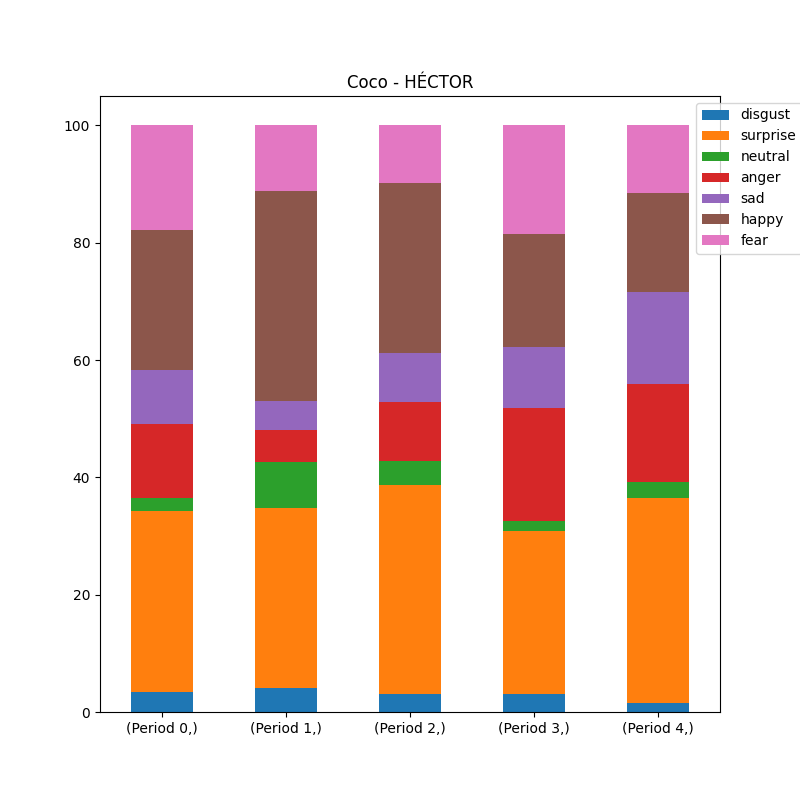 Coco - HÉCTOR
100
80
60
40
20
0
disgust
surprise
neutral
anger
sad
happy
fear
(Period 0,) (Period 1,) (Period 2,) (Period 3,) (Period 4,)